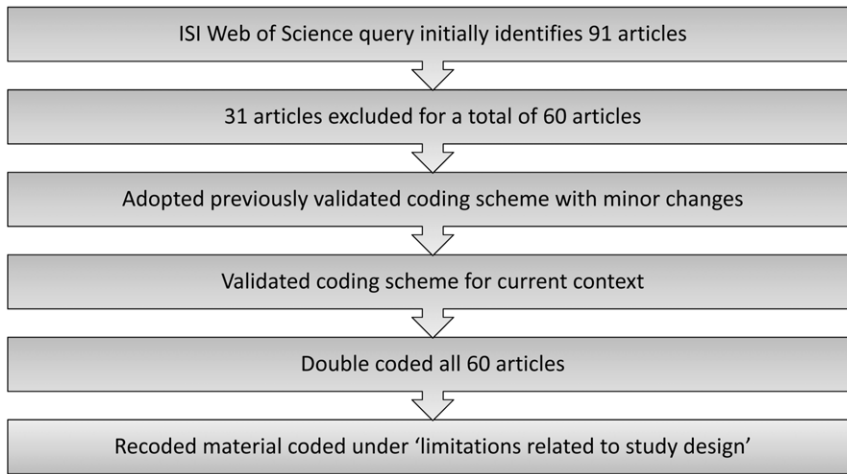 ISI Web of Science query initially identifies 91 articles
31 articles excluded for a total of 60 articles
Adopted previously validated coding scheme with minor changes
Validated coding scheme for current context
Double coded all 60 articles
Recoded material coded under ‘limitations related to study design’